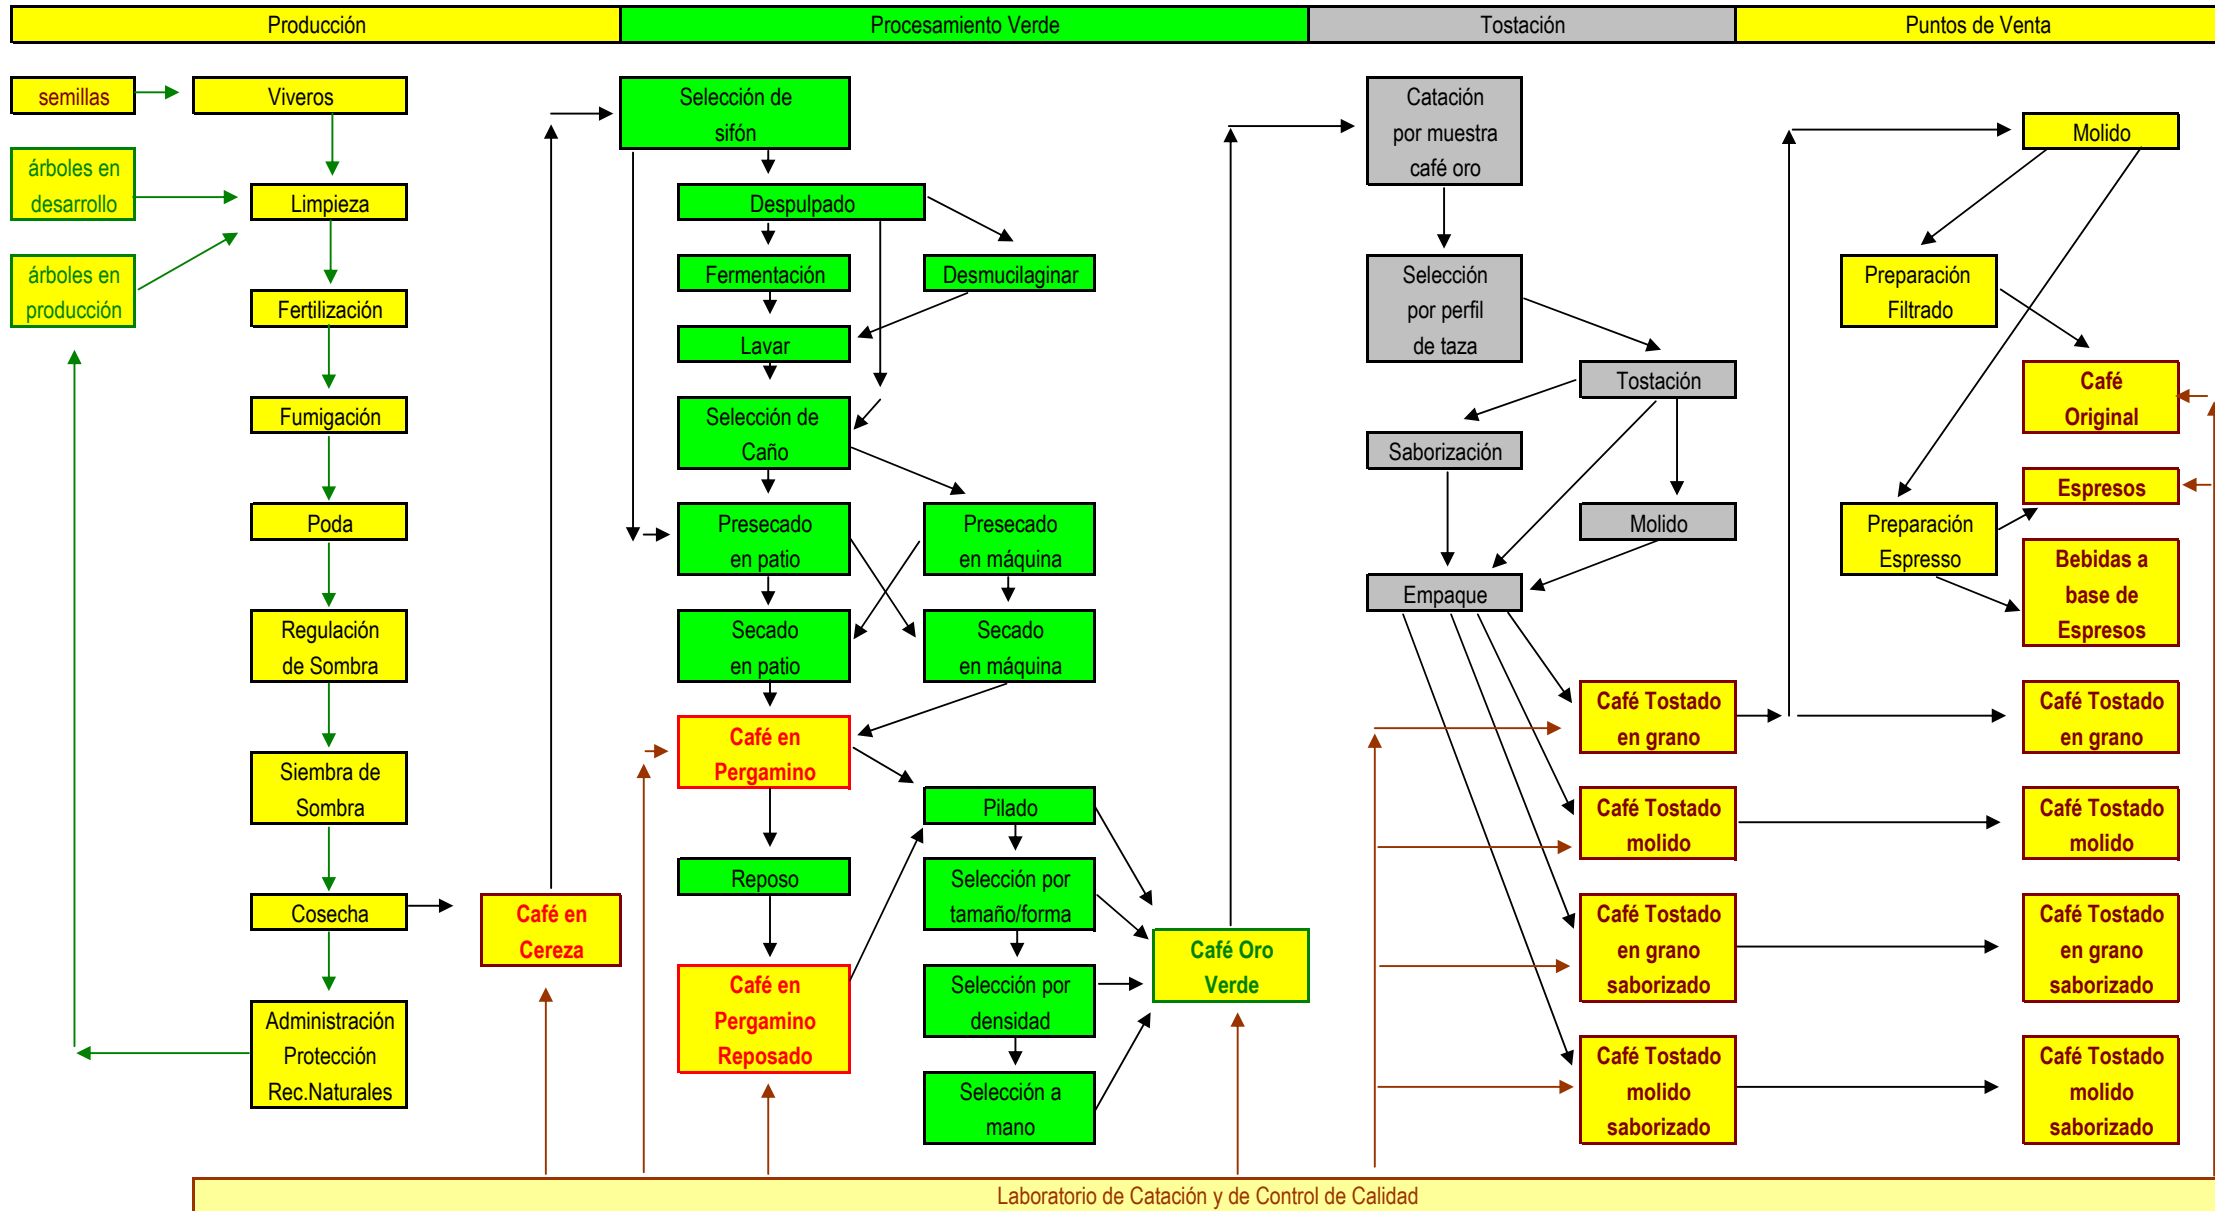 Producción
Procesamiento Verde
Tostación
Puntos de Venta
semillas
Viveros
árboles en
desarrollo
Limpieza
árboles en
producción
Fertilización
Fumigación
Poda
Regulación
de Sombra
Siembra de
Sombra
Cosecha
Administración
Protección
Rec.Naturales
Café en
Cereza
Selección de
sifón
Despulpado
Fermentación
Desmucilaginar
Lavar
Selección de
Caño
Presecado
en patio
Presecado
en máquina
Secado
en patio
Secado
en máquina
Café en
Pergamino
Pilado
Reposo
Selección por
tamaño/forma
Café en
Pergamino
Reposado
Selección por
densidad
Selección a
mano
Café Oro
Verde
Catación
por muestra
café oro
Selección
por perfil
de taza
Tostación
Saborización
Molido
Empaque
Café Tostado
en grano
Café Tostado
molido
Café Tostado
en grano
saborizado
Café Tostado
molido
saborizado
Molido
Preparación
Filtrado
Café
Original
Espresos
Preparación
Espresso
Bebidas a
base de
Espresos
Café Tostado
en grano
Café Tostado
molido
Café Tostado
en grano
saborizado
Café Tostado
molido
saborizado
Laboratorio de Catación y de Control de Calidad